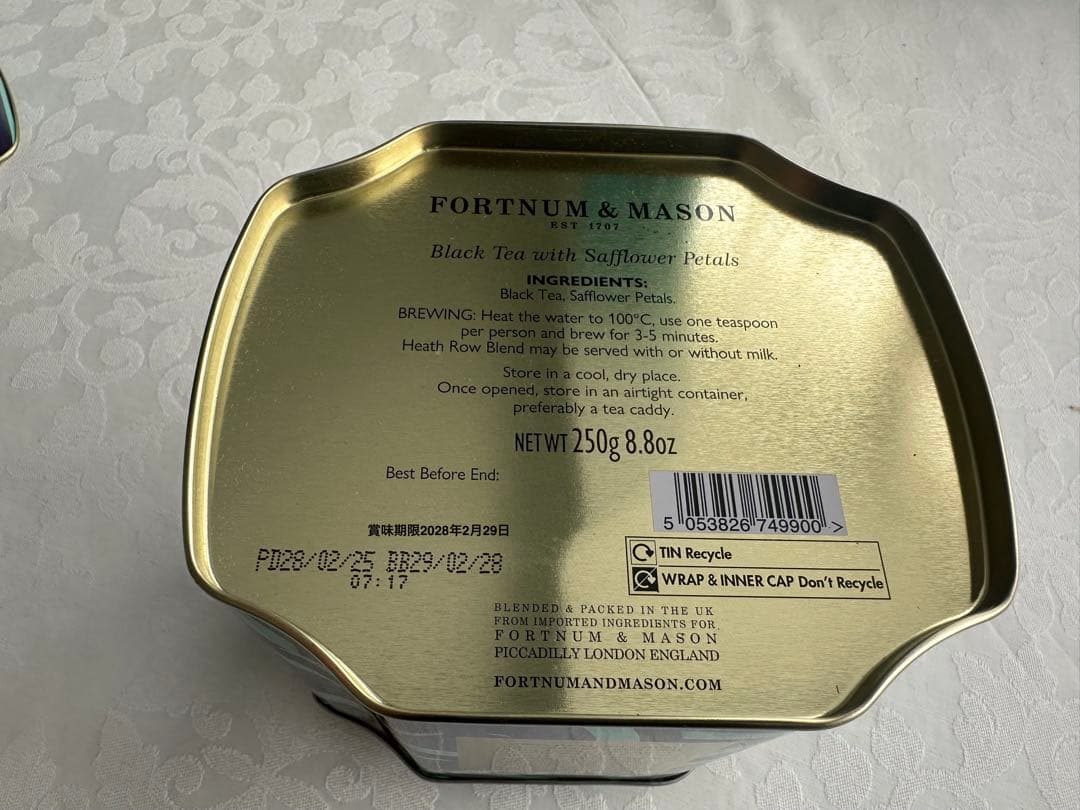 FORTNUM & MASON
EST 1707
Black Tea with Safflower Petals
INGREDIENTS:
Black Tea, Safflower Petals.
BREWING: Heat the water to 100°C, use one teaspoon
per person and brew for 3-5 minutes.
Heath Row Blend may be served with or without milk.
Store in a cool, dry place.
Once opened, store in an airtight container,
preferably a tea caddy.
NET WT 250g 8.8oz
Best Before End:
賞味期限2028年2月29日
PD28/02/25 BB29/02/28
07:17
5 053826 749900 >
TIN Recycle
WRAP & INNER CAP Don't Recycle
BLENDED & PACKED IN THE UK
FROM IMPORTED INGREDIENTS FOR
FORTNUM & MASON
PICCADILLY LONDON ENGLAND
FORTNUMANDMASON.COM